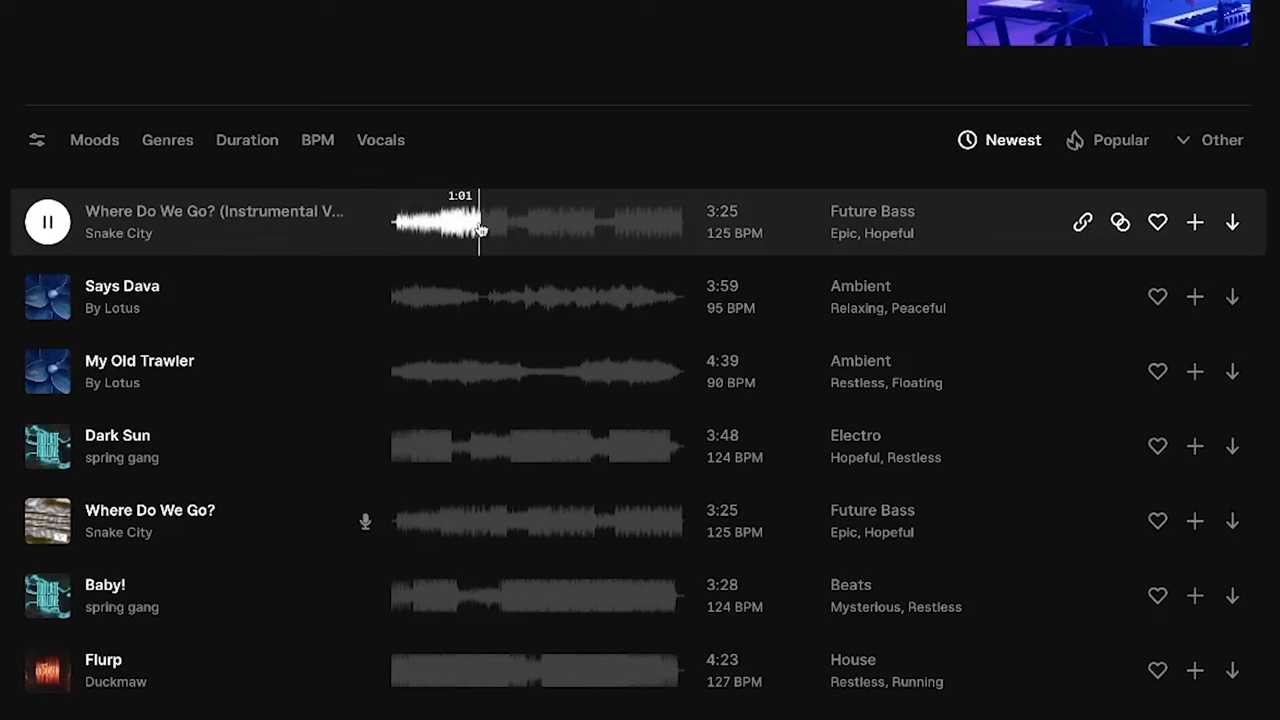 Moods Genres Duration BPM Vocals Newest Popular Other
1:01
Where Do We Go? (Instrumental V... 3:25 Future Bass
Snake City 125 BPM Epic, Hopeful
Says Dava 3:59 Ambient
By Lotus 95 BPM Relaxing, Peaceful
My Old Trawler 4:39 Ambient
By Lotus 90 BPM Restless, Floating
Dark Sun 3:48 Electro
spring gang 124 BPM Hopeful, Restless
Where Do We Go? 3:25 Future Bass
Snake City 125 BPM Epic, Hopeful
Baby! 3:28 Beats
spring gang 124 BPM Mysterious, Restless
Flurp 4:23 House
Duckmaw 127 BPM Restless, Running